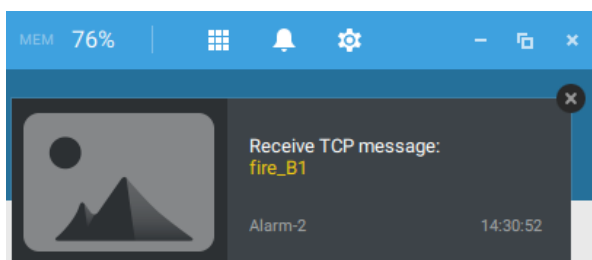 MEM 76%
Receive TCP message:
fire_B1
Alarm-2 14:30:52